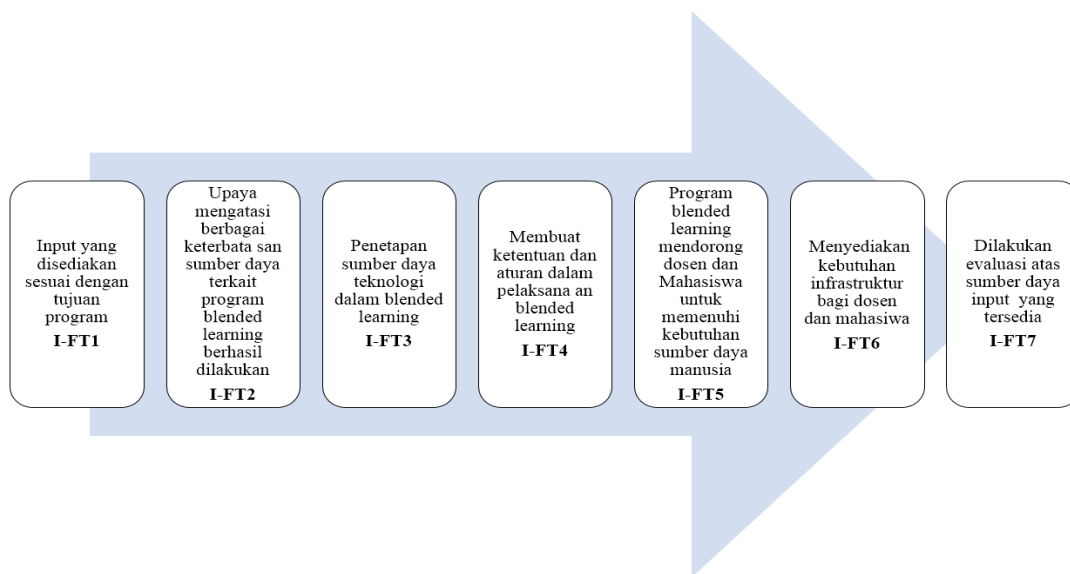 Input yang
disediakan
sesuai dengan
tujuan
program
I-FT1
Upaya
mengatasi
berbagai
keterbata san
sumber daya
terkait
program
blended
learning
berhasil
dilakukan
I-FT2
Penetapan
sumber daya
teknologi
dalam blended
learning
I-FT3
Membuat
ketentuan dan
aturan dalam
pelaksana an
blended
learning
I-FT4
Program
blended
learning
mendorong
dosen dan
Mahasiswa
untuk
memenuhi
kebutuhan
sumber daya
manusia
I-FT5
Menyediakan
kebutuhan
infrastruktur
bagi dosen
dan mahasiwa
I-FT6
Dilakukan
evaluasi atas
sumber daya
input yang
tersedia
I-FT7